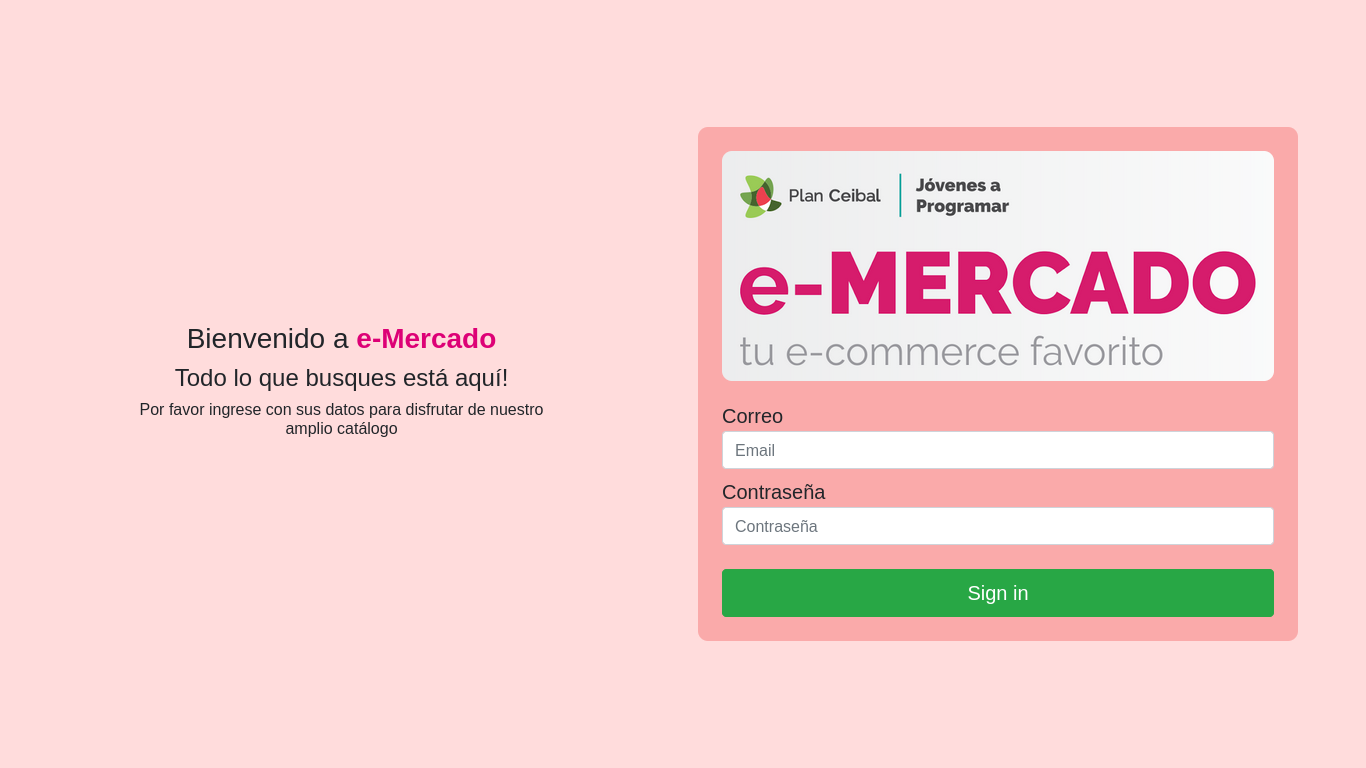 Bienvenido a e-Mercado
Todo lo que busques está aquí!
Por favor ingrese con sus datos para disfrutar de nuestro
amplio catálogo
Plan Ceibal
Jóvenes a
Programar
e-MERCADO
tu e-commerce favorito
Correo
Email
Contraseña
Contraseña
Sign in